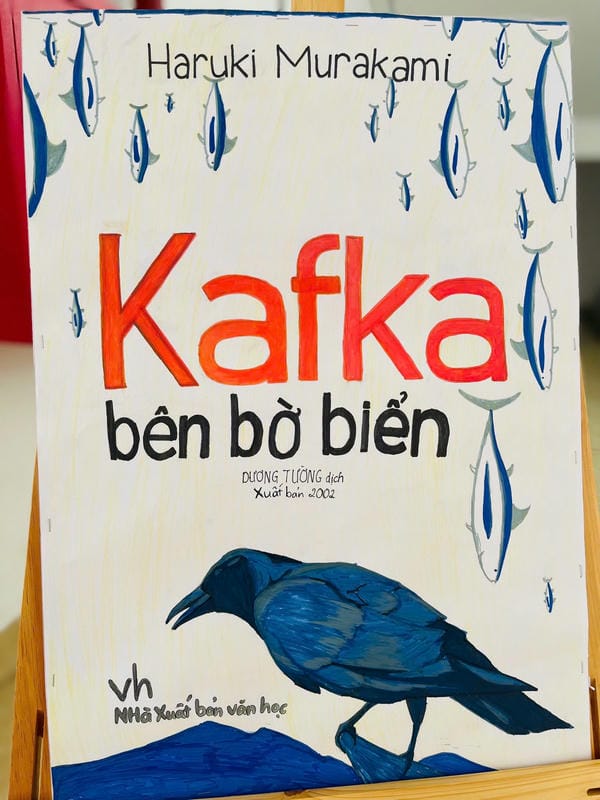 Haruki Murakami
Kafka
bên bờ biển
DƯƠNG TƯỜNG dịch
Xuất bản 2002
vh
NHà Xuất bản văn học